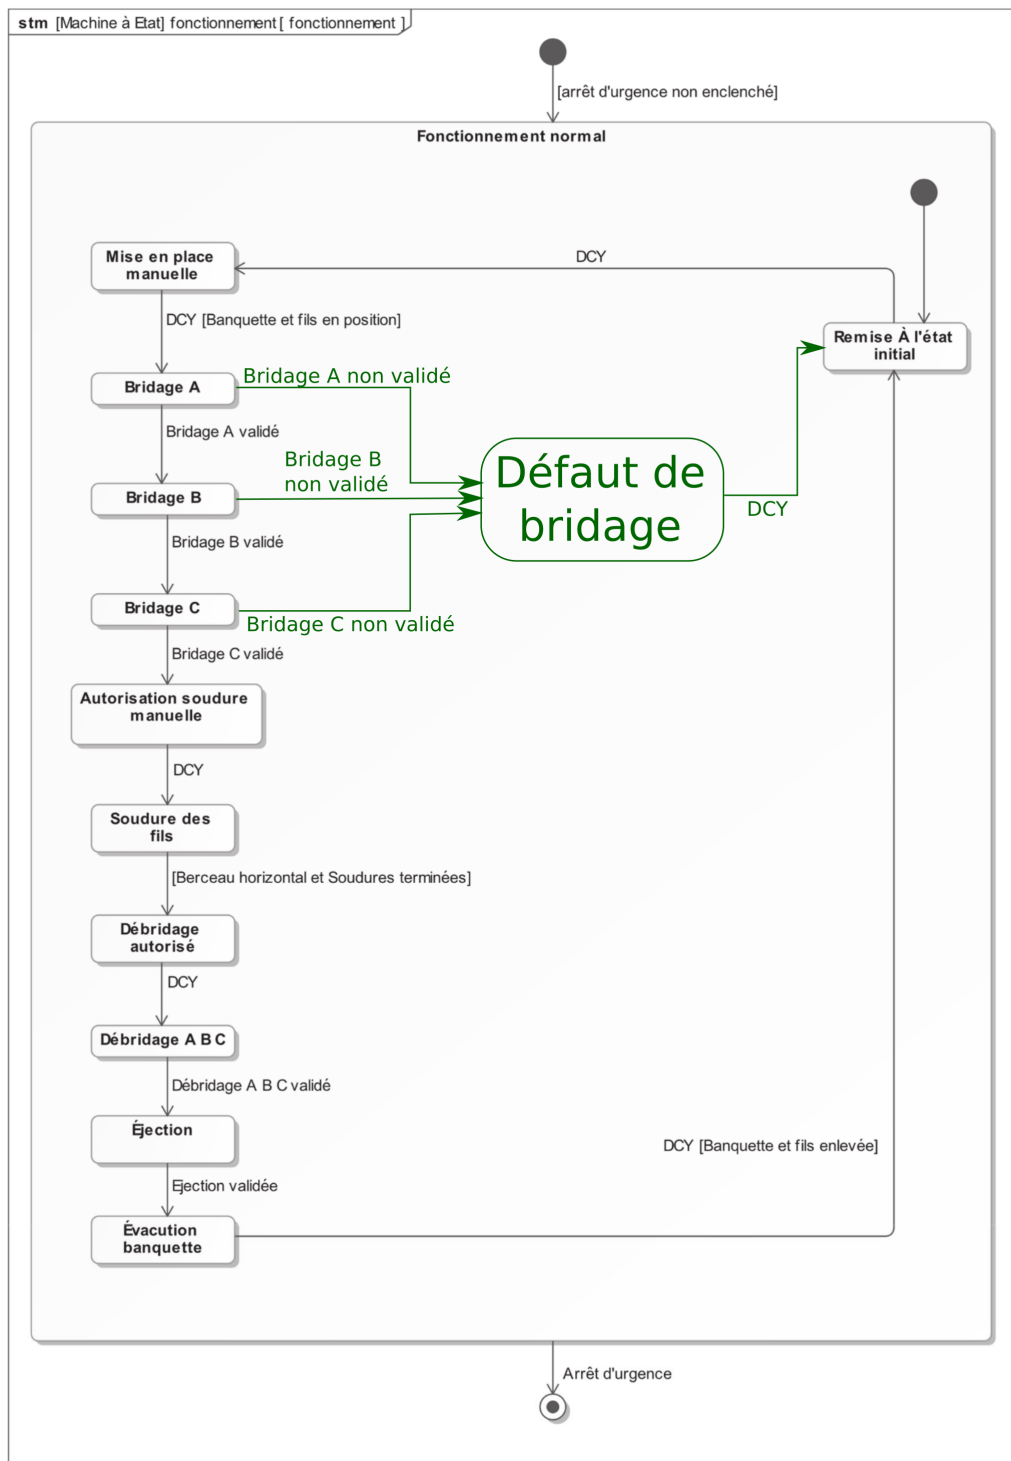 stm [Machine à Etat] fonctionnement [ fonctionnement ]
[arrêt d'urgence non enclenché]
Fonctionnement normal
Mise en place
manuelle
DCY
Remise À l'état
initial
DCY [Banquette et fils en position]
Bridage A
Bridage A non validé
Bridage A validé
Bridage B
non validé
Bridage B
Défaut de
bridage
DCY
Bridage B validé
Bridage C
Bridage C non validé
Bridage C validé
Autorisation soudure
manuelle
DCY
Soudure des
fils
[Berceau horizontal et Soudures terminées]
Débridage
autorisé
DCY
Débridage A B C
Débridage A B C validé
Éjection
DCY [Banquette et fils enlevée]
Ejection validée
Évacution
banquette
Arrêt d'urgence